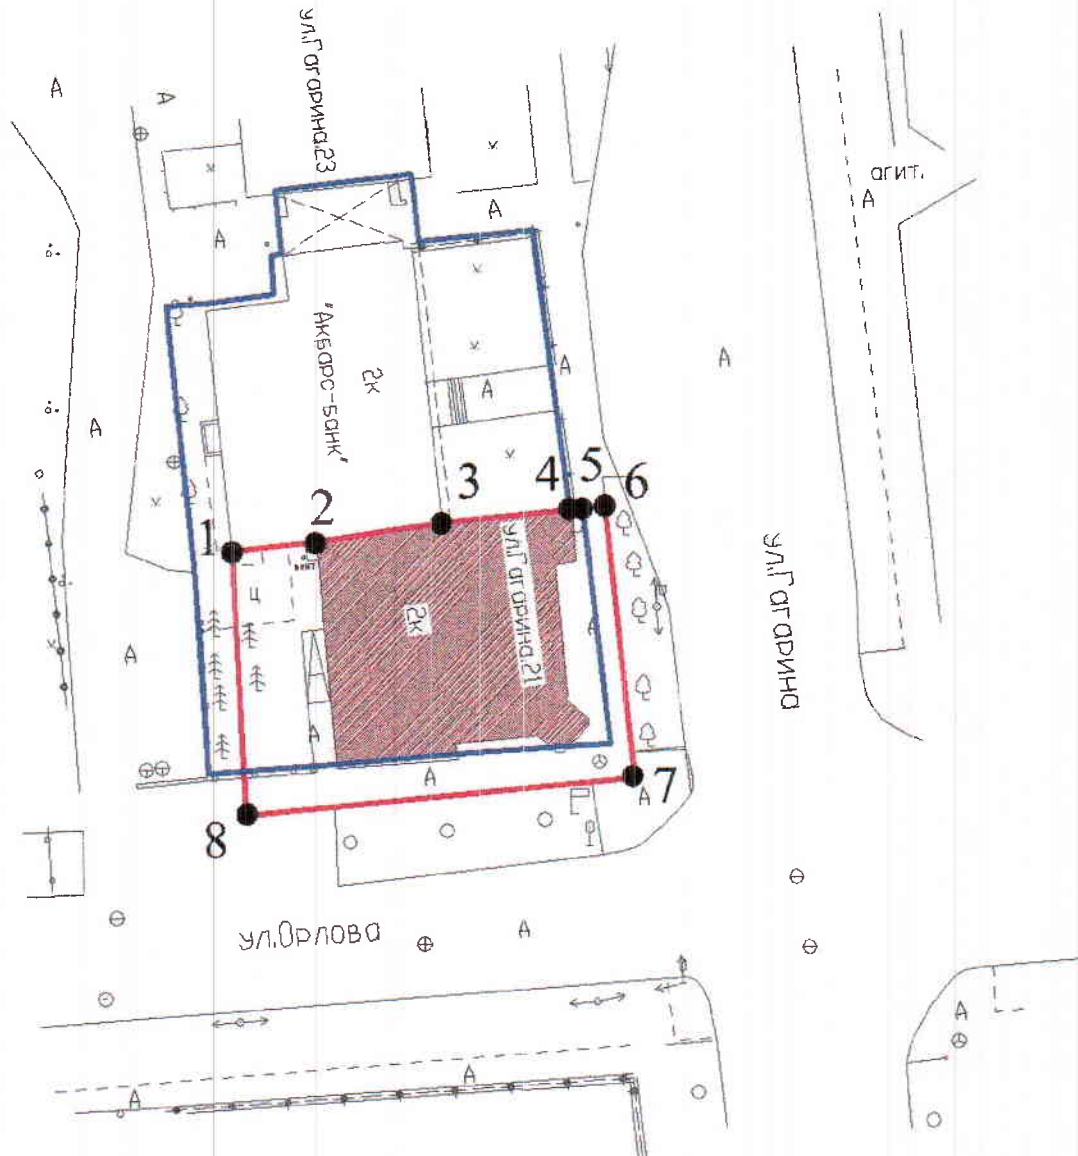 ул.Гагарина,23
А
А
А
агит.
А
А
А
"Акбарс-банк"
2к
А
А
А
А
1
2
3
4
5
6
вент.
ц
2к
ул.Гагарина,21
ул.Гагарина
А
А
А
А
А
7
8
ул.Орлова
А
А
А
А